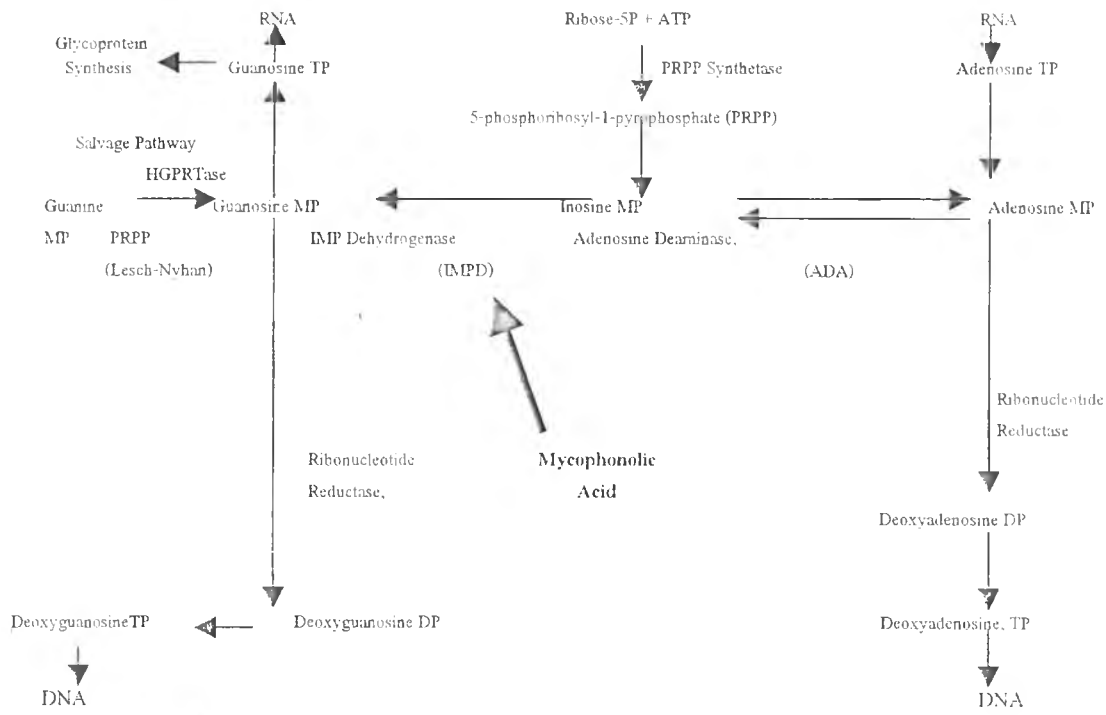 RNA
Ribose-5P + ATP
RNA
Glycoprotein
Synthesis
Guanosine TP
PRPP Synthetase
Adenosine TP
5-phosphoribosyl-1-pyrophosphate (PRPP)
Salvage Pathway
HGPRTase
Guanine
Guanosine MP
Inosine MP
Adenosine MP
MP
PRPP
IMP Dehydrogenase
Adenosine Deaminase,
(Lesch-Nyhan)
(IMPD)
(ADA)
Ribonucleotide
Reductase
Ribonucleotide
Reductase,
Mycophonolic
Acid
Deoxyadenosine DP
DeoxyguanosineTP
Deoxyguanosine DP
Deoxyadenosine, TP
DNA
DNA